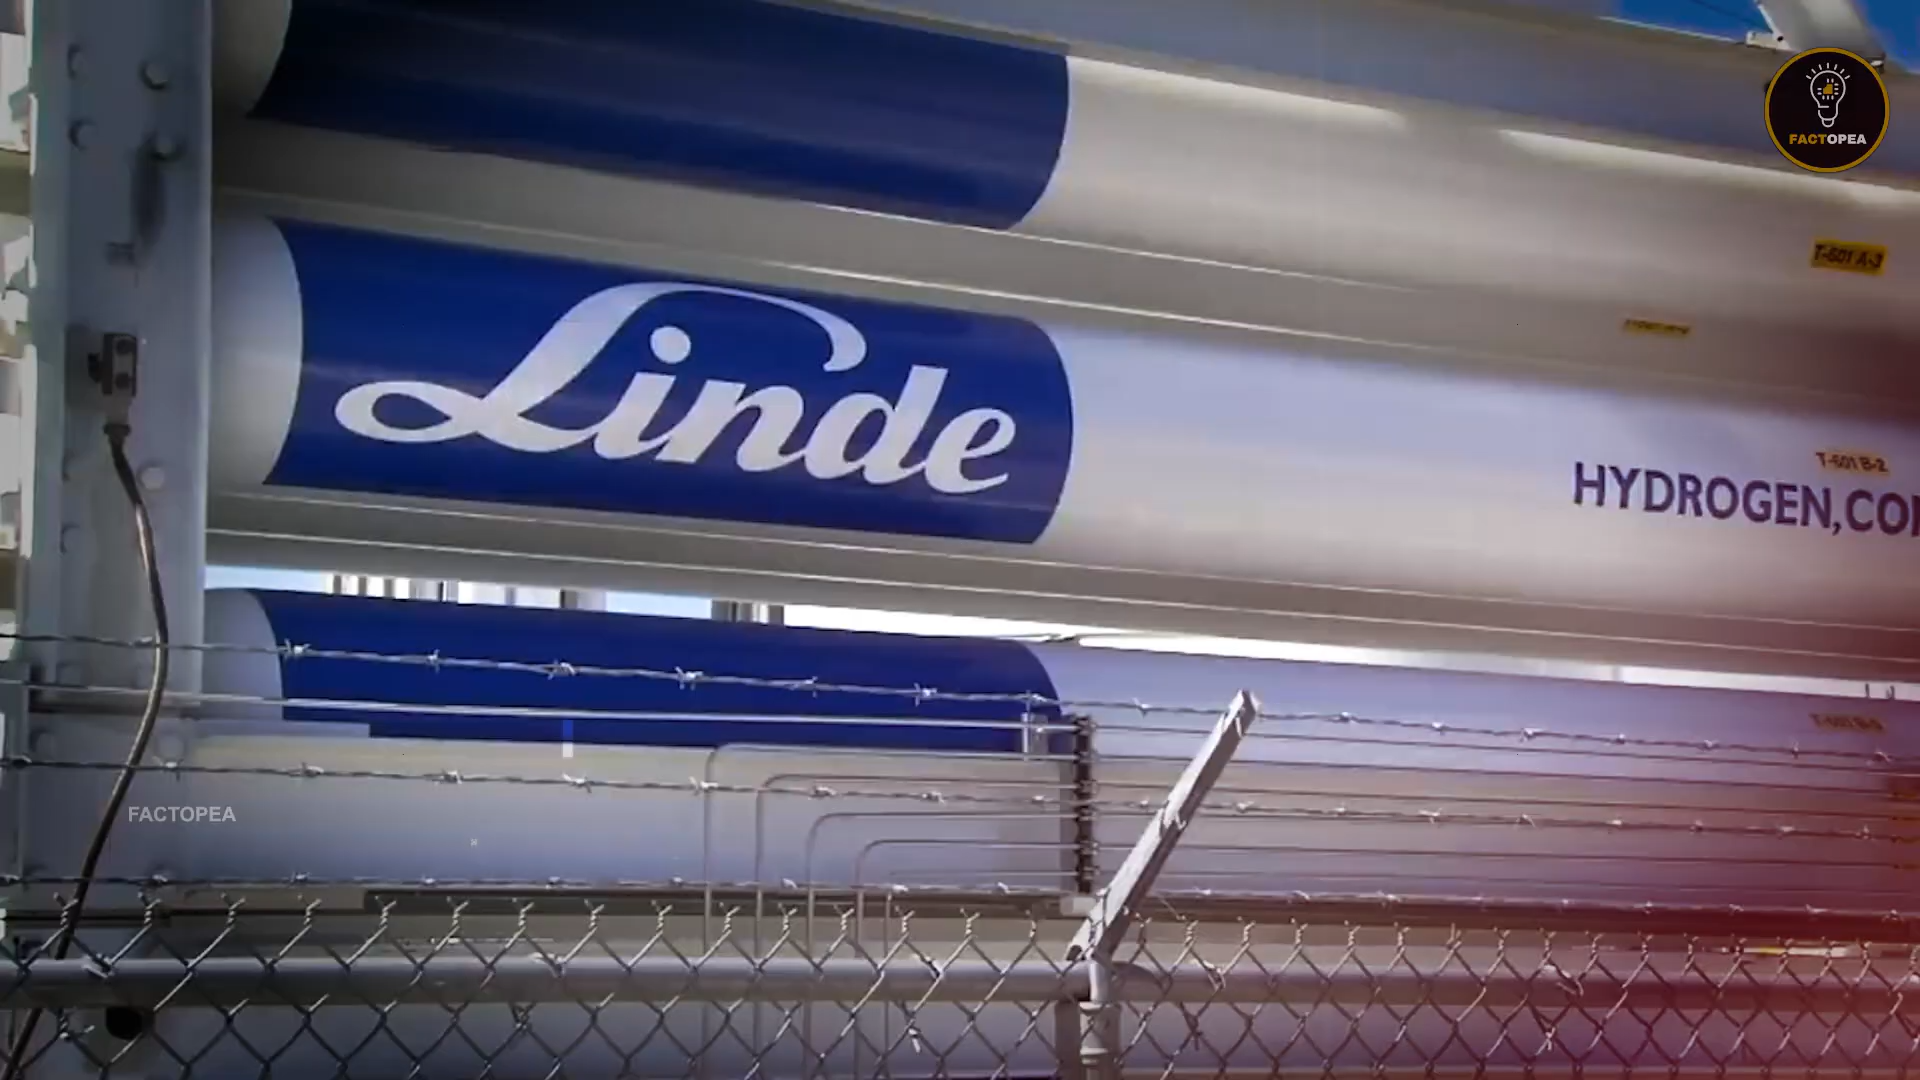 FACTOPEA
T-601 A-3
Linde
T-601 B-2
HYDROGEN, CO
FACTOPEA